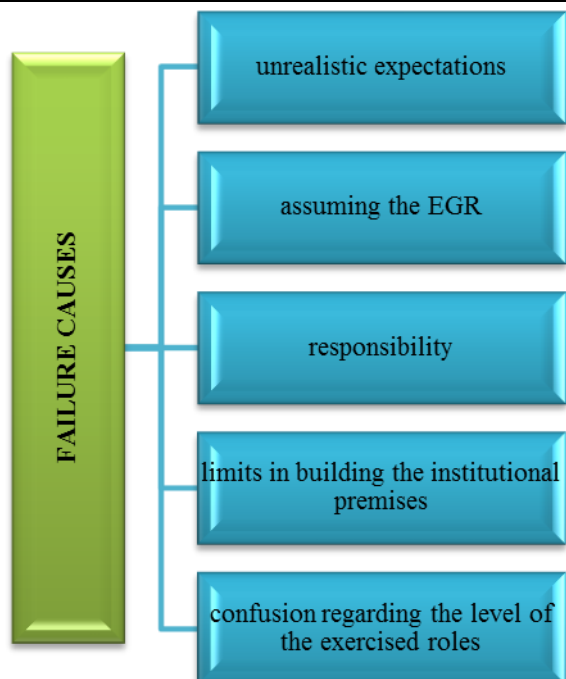 FAILURE CAUSES
unrealistic expectations
assuming the EGR
responsibility
limits in building the institutional
premises
confusion regarding the level of
the exercised roles